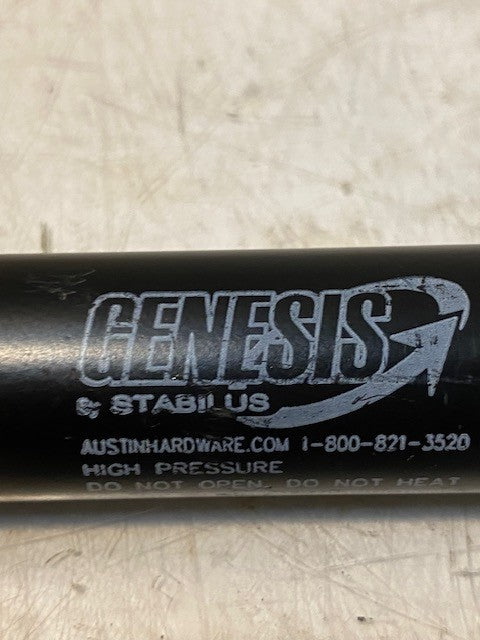 GENESIS
by STABILUS
AUSTINHARDWARE.COM 1-800-821-3520
HIGH PRESSURE
DO NOT OPEN. DO NOT HEAT